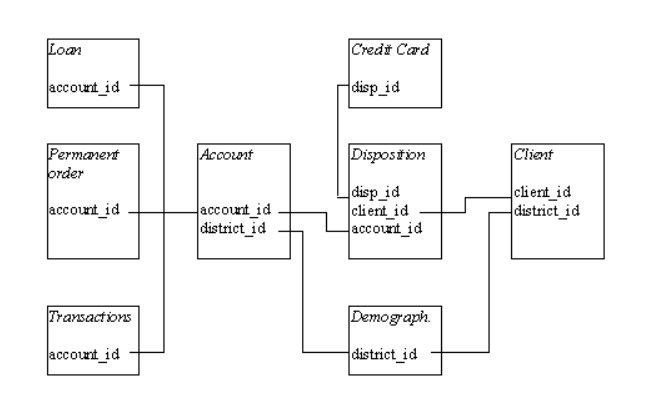 Loan
account_id
Credit Card
disp_id
Permanent
order
account_id
Account
account_id
district_id
Disposition
disp_id
client_id
account_id
Client
client_id
district_id
Transactions
account_id
Demograph.
district_id